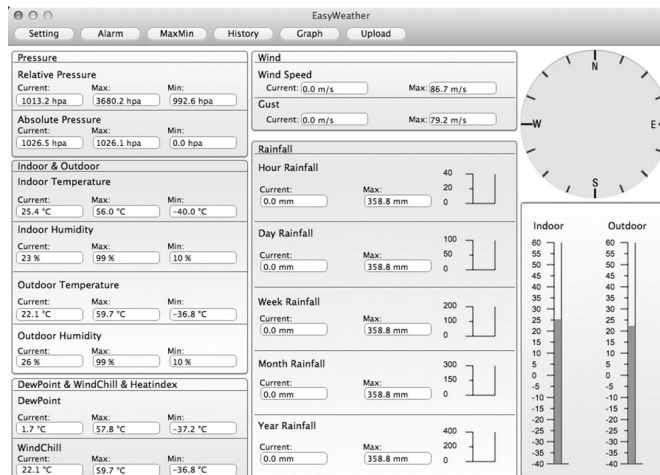 EasyWeather
Setting Alarm MaxMin History Graph Upload
Pressure
Relative Pressure
Current: Max: Min:
1013.2 hpa 3680.2 hpa 992.6 hpa
Absolute Pressure
Current: Max: Min:
1026.5 hpa 1026.1 hpa 0.0 hpa
Indoor & Outdoor
Indoor Temperature
Current: Max: Min:
25.4 °C 56.0 °C -40.0 °C
Indoor Humidity
Current: Max: Min:
23 % 99 % 10 %
Outdoor Temperature
Current: Max: Min:
22.1 °C 59.7 °C -36.8 °C
Outdoor Humidity
Current: Max: Min:
26 % 99 % 10 %
DewPoint & WindChill & Heatindex
DewPoint
Current: Max: Min:
1.7 °C 57.8 °C -37.2 °C
WindChill
Current: Max: Min:
22.1 °C 59.7 °C -36.8 °C
Wind
Wind Speed
Current: 0.0 m/s Max: 86.7 m/s
Gust
Current: 0.0 m/s Max: 79.2 m/s
Rainfall
Hour Rainfall
Current: Max:
0.0 mm 358.8 mm
40
20
0
Day Rainfall
Current: Max:
0.0 mm 358.8 mm
100
50
0
Week Rainfall
Current: Max:
0.0 mm 358.8 mm
200
100
0
Month Rainfall
Current: Max:
0.0 mm 358.8 mm
300
150
0
Year Rainfall
Current: Max:
0.0 mm 358.8 mm
400
200
0
N
W E
S
Indoor Outdoor
60 60
55 55
50 50
45 45
40 40
35 35
30 30
25 25
20 20
15 15
10 10
5 5
0 0
-5 -5
-10 -10
-15 -15
-20 -20
-25 -25
-30 -30
-35 -35
-40 -40